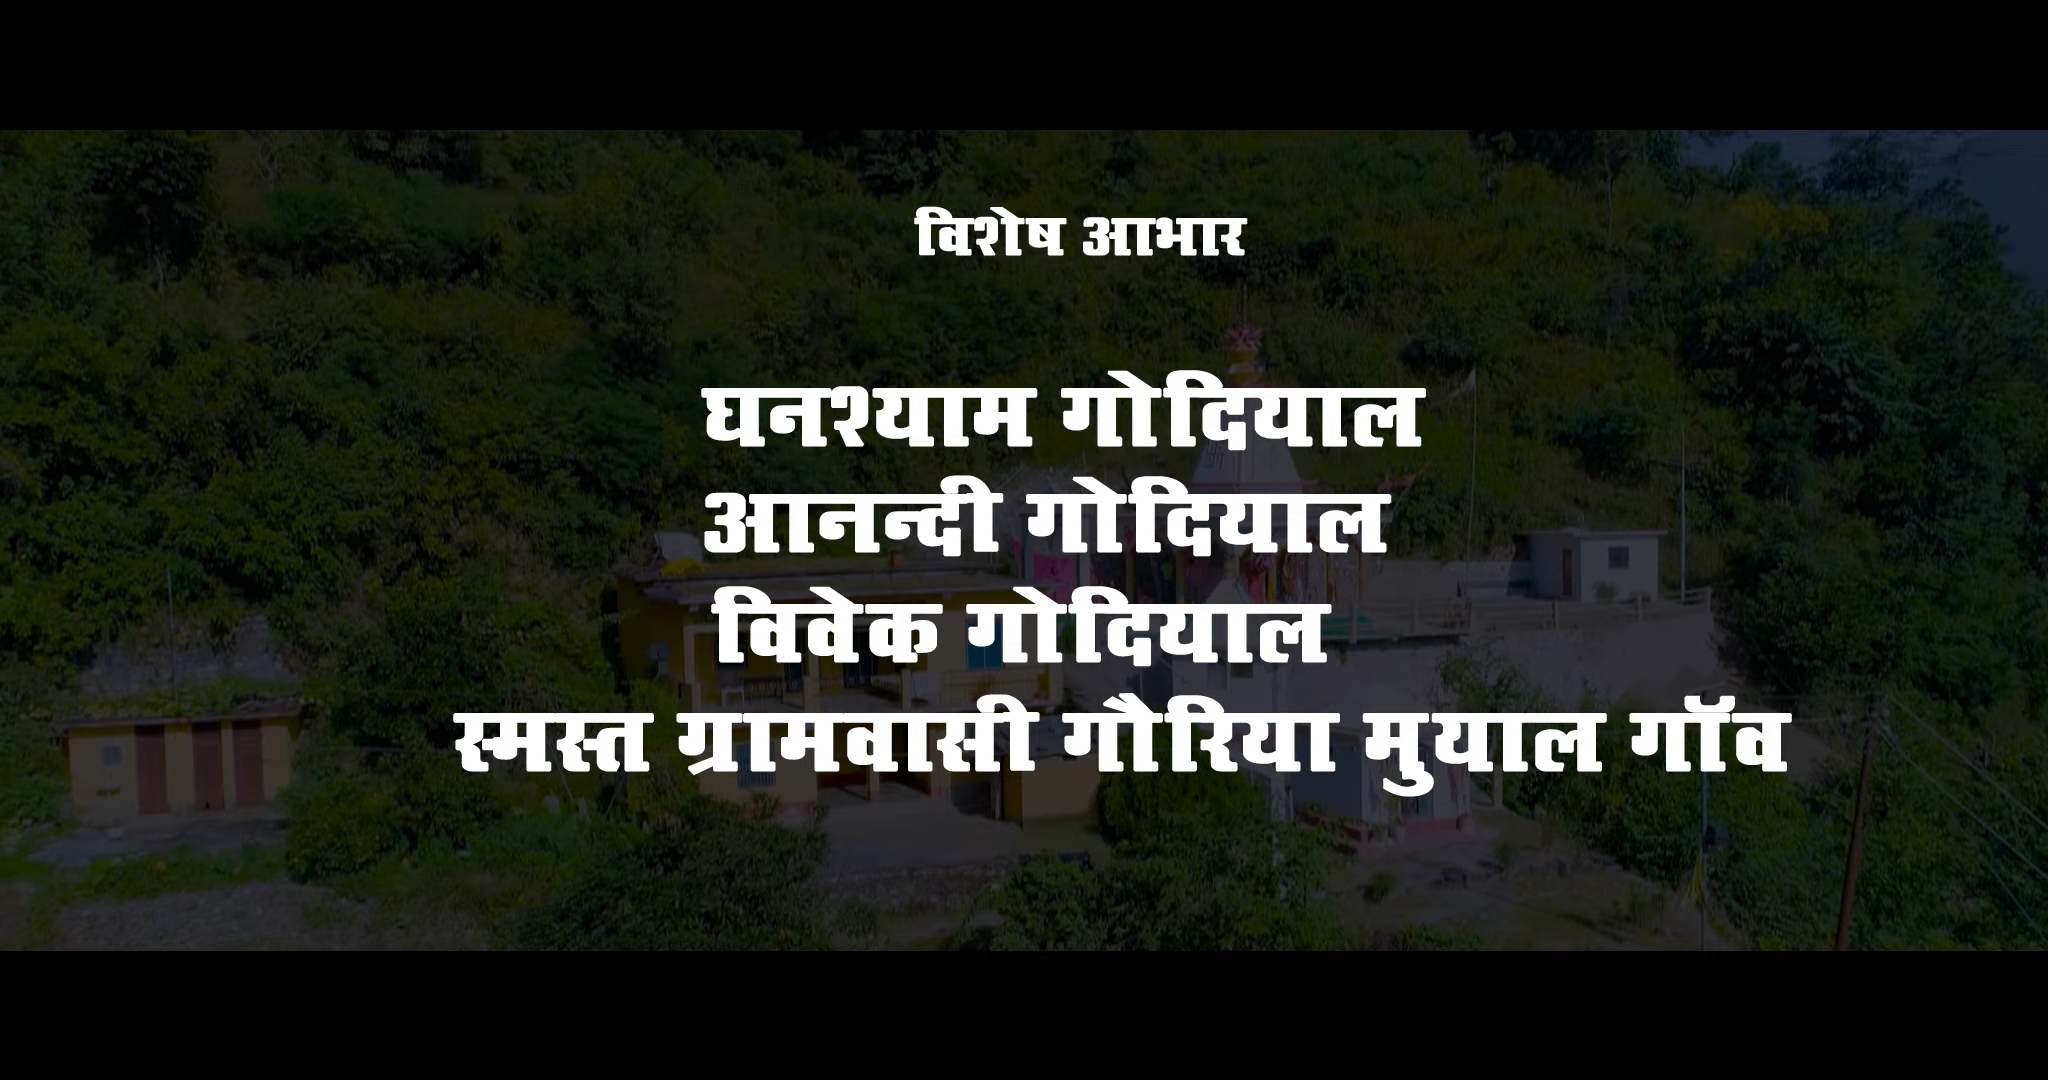 विशेष आभार
घनश्याम गोदियाल
आनन्दी गोदियाल
विवेक गोदियाल
स्मस्त ग्रामवासी गौरिया मुयाल गॉव